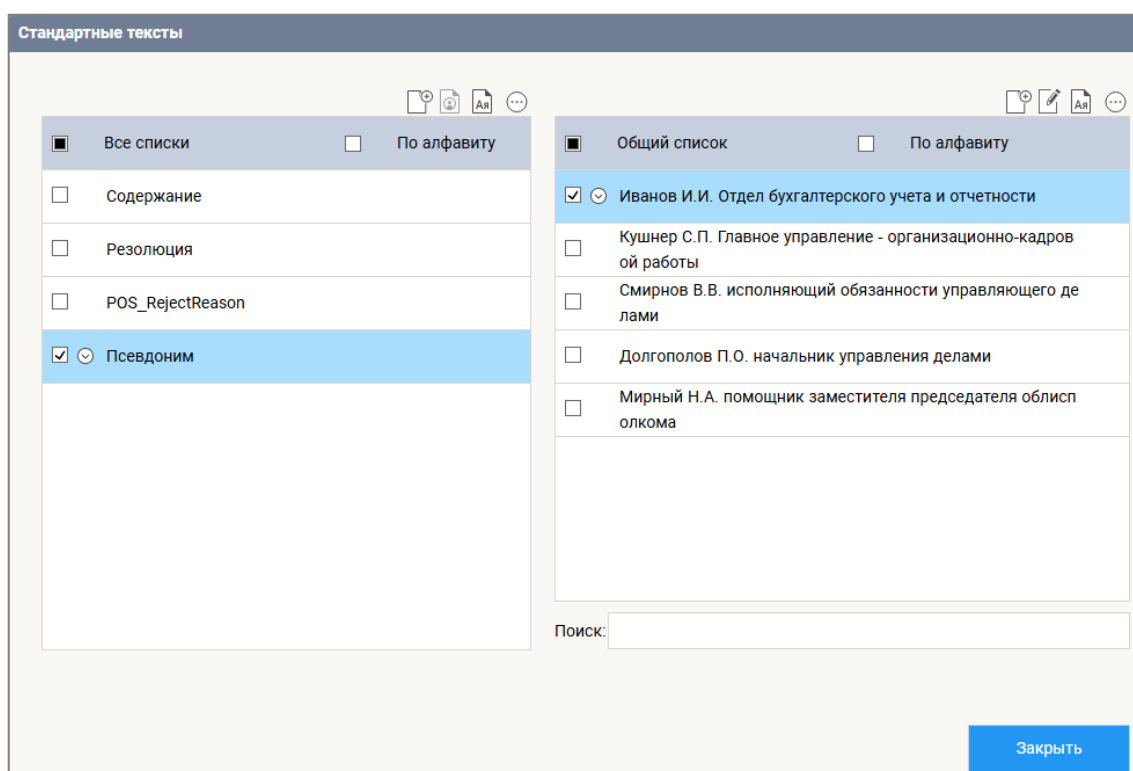 Стандартные тексты
Ая
Ая
Все списки
По алфавиту
Содержание
Резолюция
POS_RejectReason
Псевдоним
Общий список
По алфавиту
Иванов И.И. Отдел бухгалтерского учета и отчетности
Кушнер С.П. Главное управление - организационно-кадров
ой работы
Смирнов В.В. исполняющий обязанности управляющего де
лами
Долгополов П.О. начальник управления делами
Мирный Н.А. помощник заместителя председателя облисп
олкома
Поиск:
Закрыть